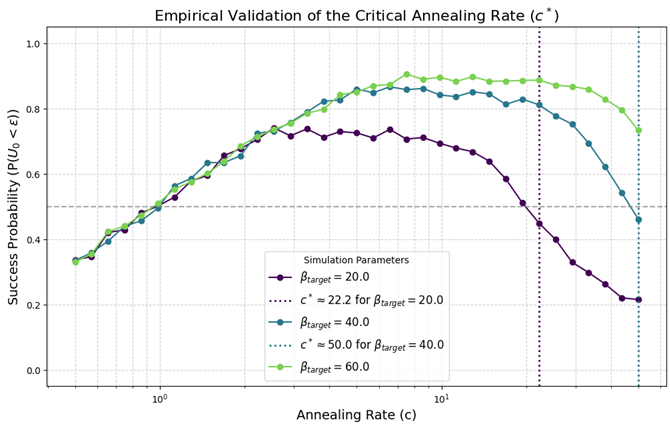 Empirical Validation of the Critical Annealing Rate (c*)
Success Probability (P(U₀ < ε))
1.0
0.8
0.6
0.4
0.2
0.0
Simulation Parameters
β_target = 20.0
c* ≈ 22.2 for β_target = 20.0
β_target = 40.0
c* ≈ 50.0 for β_target = 40.0
β_target = 60.0
10⁰
10¹
Annealing Rate (c)